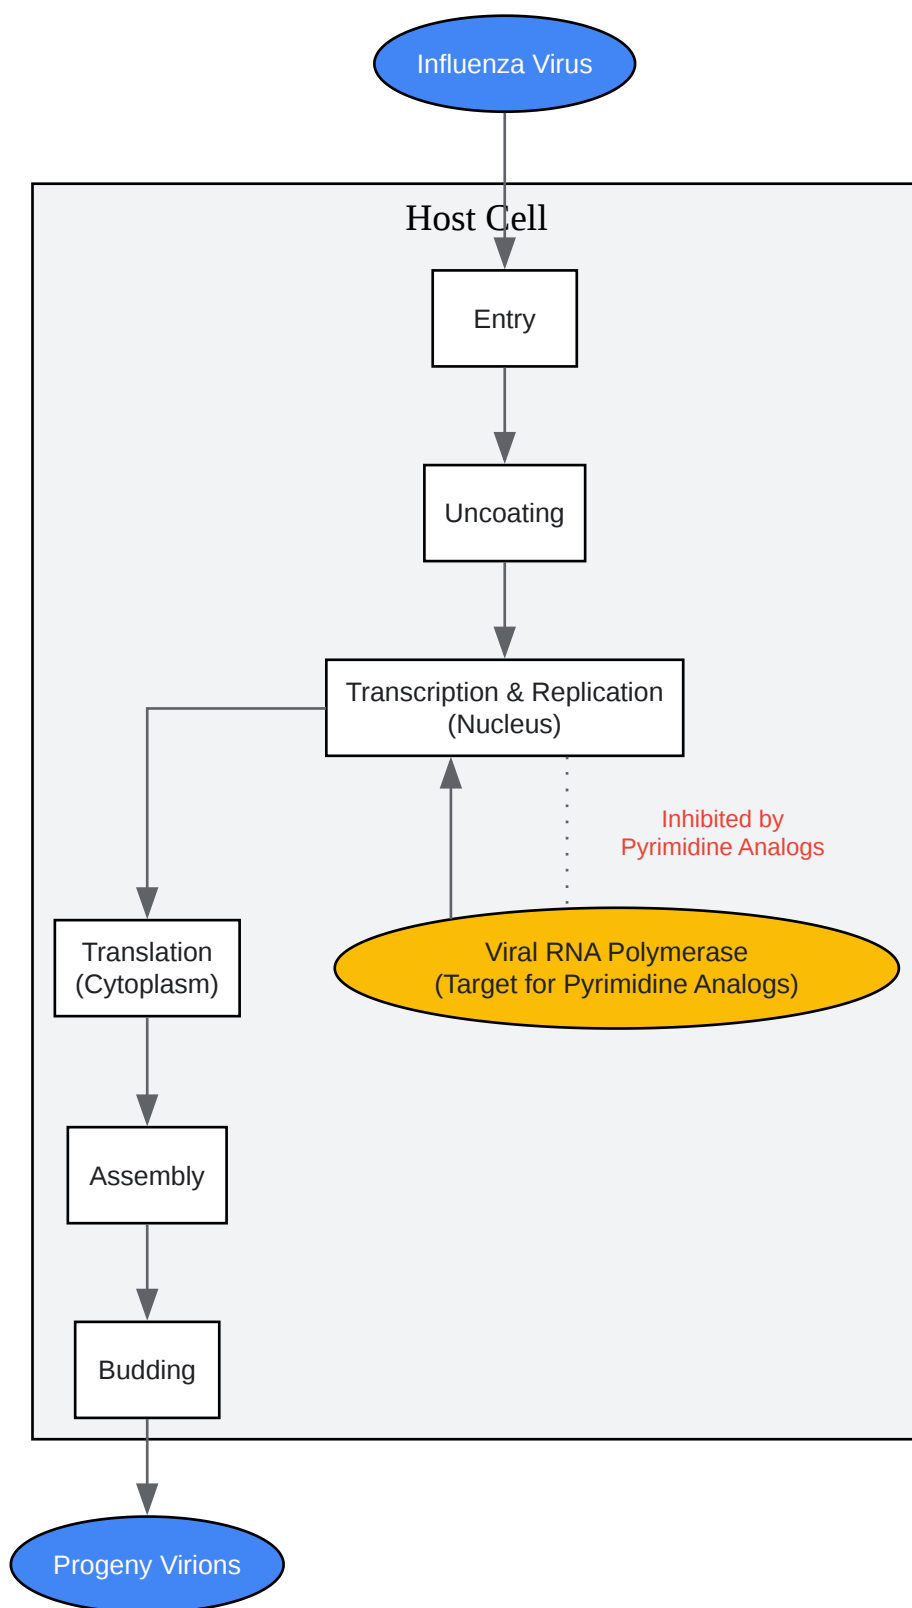 Influenza Virus
Host Cell
Entry
Uncoating
Transcription & Replication
(Nucleus)
Inhibited by
Pyrimidine Analogs
Translation
(Cytoplasm)
Viral RNA Polymerase
(Target for Pyrimidine Analogs)
Assembly
Budding
Progeny Virions